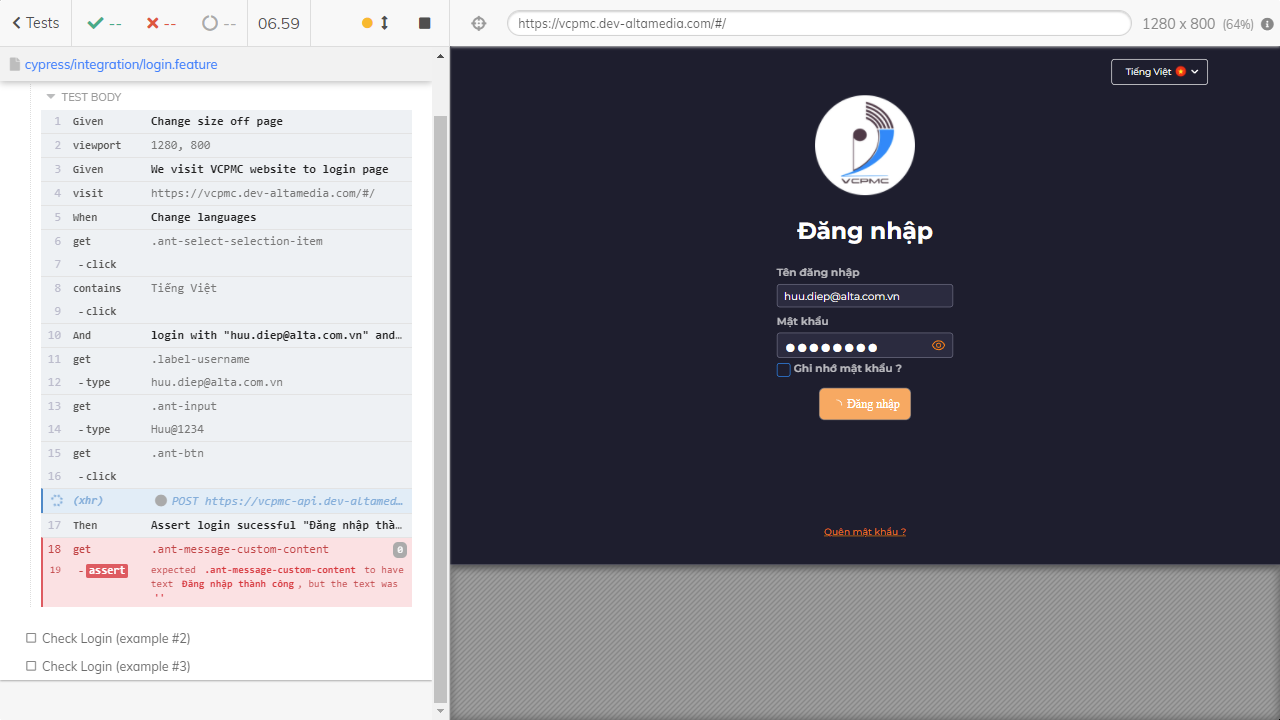 Tests -- -- -- 06.59
https://vcpmc.dev-altamedia.com/#/ 1280 x 800 (64%)
cypress/integration/login.feature
TEST BODY
1 Given Change size off page
2 viewport 1280, 800
3 Given We visit VCPMC website to login page
4 visit //vcpmc.dev-altamedia.com/#/
5 When Change languages
6 get .ant-select-selection-item
7 -click
8 contains Tiếng Việt
9 -click
10 And login with "huu.diep@alta.com.vn" and…
11 get .label-username
12 -type huu.diep@alta.com.vn
13 get .ant-input
14 -type Huu@1234
15 get .ant-btn
16 -click
(xhr) POST https://vcpmc-api.dev-altamed…
17 Then Assert login sucessful "Đăng nhập thà…
18 get .ant-message-custom-content 0
19 -assert expected .ant-message-custom-content to have
text Đăng nhập thành công , but the text was
''
Check Login (example #2)
Check Login (example #3)
Tiếng Việt
VCPMC
Đăng nhập
Tên đăng nhập
huu.diep@alta.com.vn
Mật khẩu
Ghi nhớ mật khẩu ?
Đăng nhập
Quên mật khẩu ?